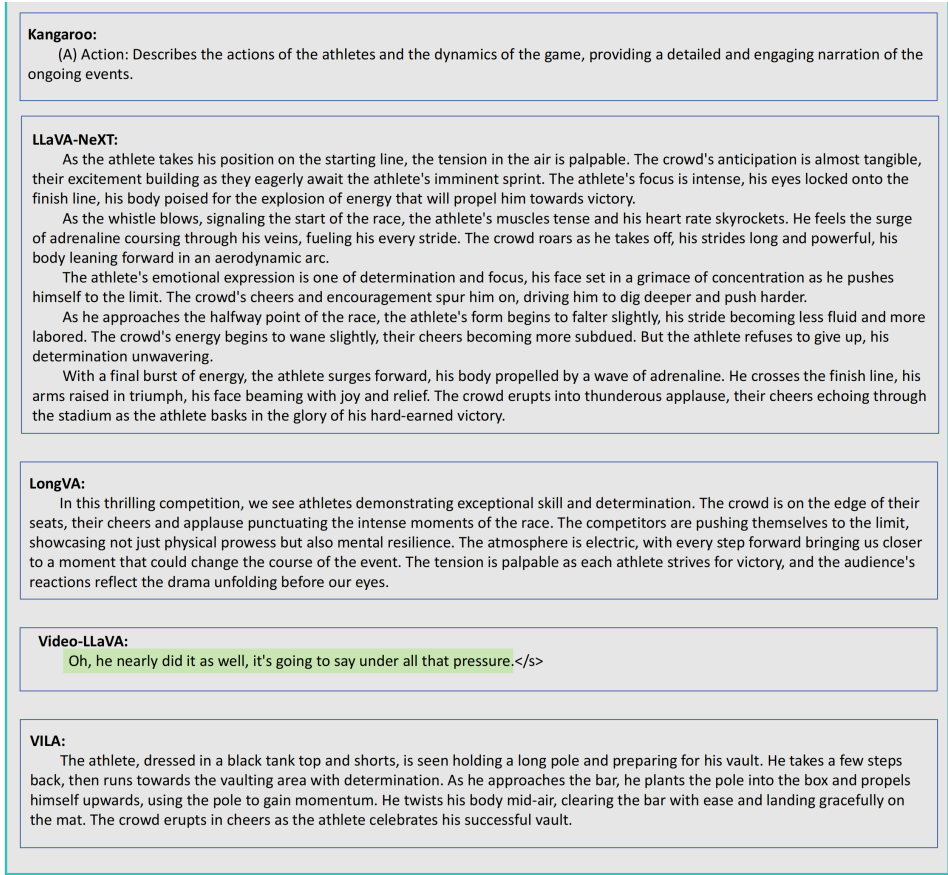 Kangaroo:
(A) Action: Describes the actions of the athletes and the dynamics of the game, providing a detailed and engaging narration of the
ongoing events.
LLaVA-NeXT:
As the athlete takes his position on the starting line, the tension in the air is palpable. The crowd's anticipation is almost tangible,
their excitement building as they eagerly await the athlete's imminent sprint. The athlete's focus is intense, his eyes locked onto the
finish line, his body poised for the explosion of energy that will propel him towards victory.
As the whistle blows, signaling the start of the race, the athlete's muscles tense and his heart rate skyrockets. He feels the surge
of adrenaline coursing through his veins, fueling his every stride. The crowd roars as he takes off, his strides long and powerful, his
body leaning forward in an aerodynamic arc.
The athlete's emotional expression is one of determination and focus, his face set in a grimace of concentration as he pushes
himself to the limit. The crowd's cheers and encouragement spur him on, driving him to dig deeper and push harder.
As he approaches the halfway point of the race, the athlete's form begins to falter slightly, his stride becoming less fluid and more
labored. The crowd's energy begins to wane slightly, their cheers becoming more subdued. But the athlete refuses to give up, his
determination unwavering.
With a final burst of energy, the athlete surges forward, his body propelled by a wave of adrenaline. He crosses the finish line, his
arms raised in triumph, his face beaming with joy and relief. The crowd erupts into thunderous applause, their cheers echoing through
the stadium as the athlete basks in the glory of his hard-earned victory.
LongVA:
In this thrilling competition, we see athletes demonstrating exceptional skill and determination. The crowd is on the edge of their
seats, their cheers and applause punctuating the intense moments of the race. The competitors are pushing themselves to the limit,
showcasing not just physical prowess but also mental resilience. The atmosphere is electric, with every step forward bringing us closer
to a moment that could change the course of the event. The tension is palpable as each athlete strives for victory, and the audience's
reactions reflect the drama unfolding before our eyes.
Video-LLaVA:
Oh, he nearly did it as well, it's going to say under all that pressure.</s>
VILA:
The athlete, dressed in a black tank top and shorts, is seen holding a long pole and preparing for his vault. He takes a few steps
back, then runs towards the vaulting area with determination. As he approaches the bar, he plants the pole into the box and propels
himself upwards, using the pole to gain momentum. He twists his body mid-air, clearing the bar with ease and landing gracefully on
the mat. The crowd erupts in cheers as the athlete celebrates his successful vault.